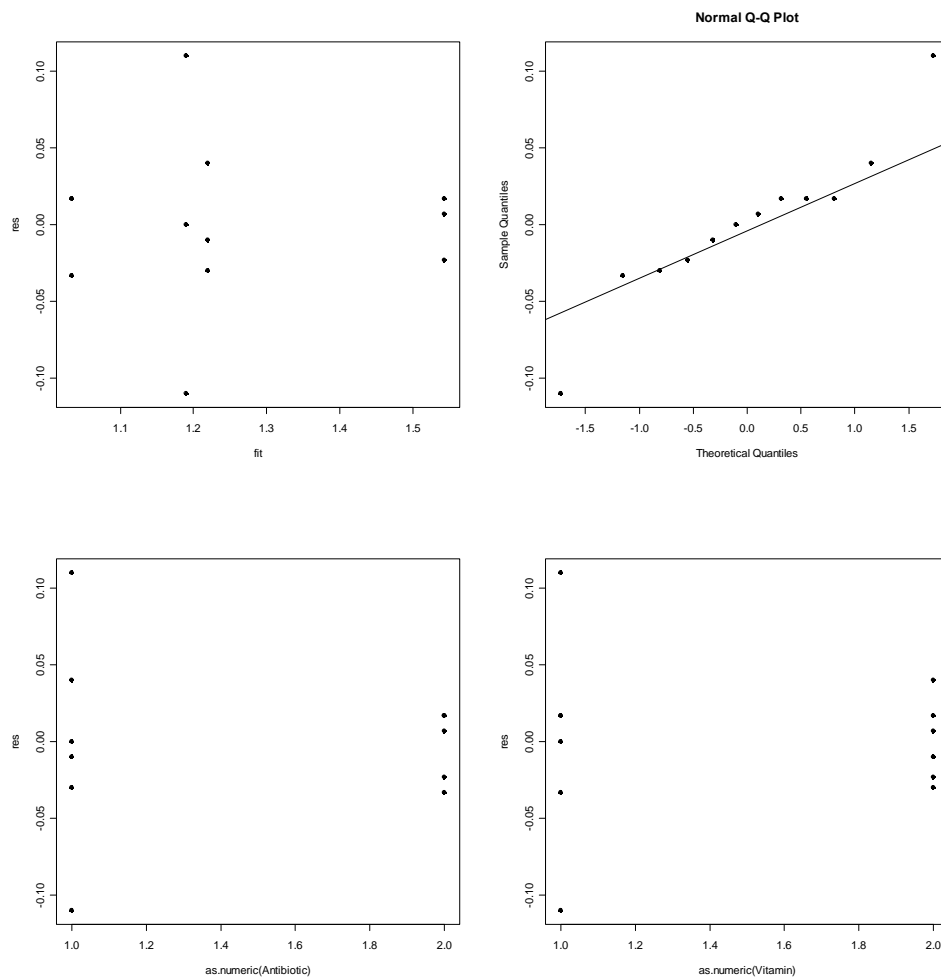 res
0.10
0.05
0.00
-0.05
-0.10
1.1 1.2 1.3 1.4 1.5
fit
Normal Q-Q Plot
Sample Quantiles
0.10
0.05
0.00
-0.05
-0.10
-1.5 -1.0 -0.5 0.0 0.5 1.0 1.5
Theoretical Quantiles
res
0.10
0.05
0.00
-0.05
-0.10
1.0 1.2 1.4 1.6 1.8 2.0
as.numeric(Antibiotic)
res
0.10
0.05
0.00
-0.05
-0.10
1.0 1.2 1.4 1.6 1.8 2.0
as.numeric(Vitamin)